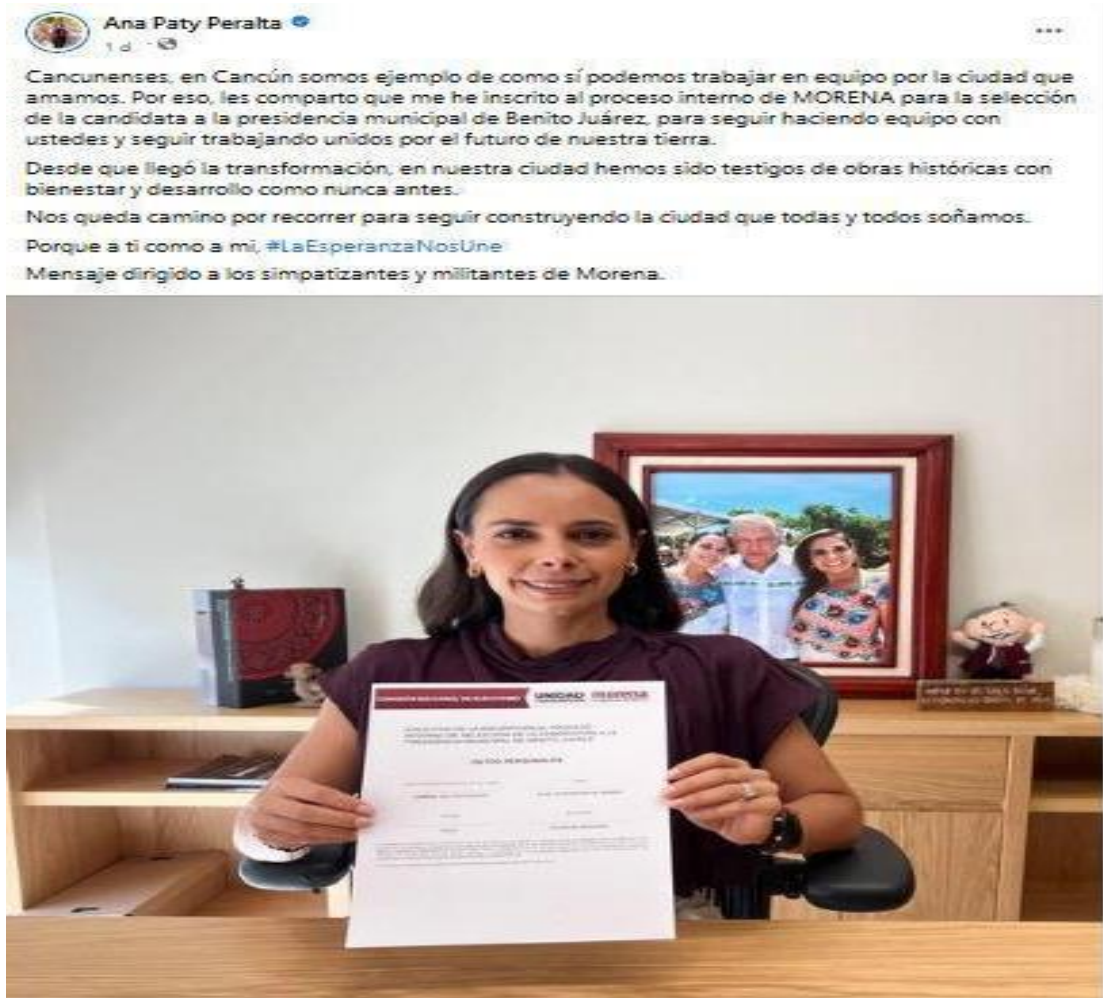 Ana Paty Peralta
1 d
Cancunenses, en Cancún somos ejemplo de como sí podemos trabajar en equipo por la ciudad que
amamos. Por eso, les comparto que me he inscrito al proceso interno de MORENA para la selección
de la candidata a la presidencia municipal de Benito Juárez, para seguir haciendo equipo con
ustedes y seguir trabajando unidos por el futuro de nuestra tierra.
Desde que llegó la transformación, en nuestra ciudad hemos sido testigos de obras históricas con
bienestar y desarrollo como nunca antes.
Nos queda camino por recorrer para seguir construyendo la ciudad que todas y todos soñamos.
Porque a ti como a mi, #LaEsperanzaNosUne
Mensaje dirigido a los simpatizantes y militantes de Morena.
UNIDAD morena
DATOS PERSONALES